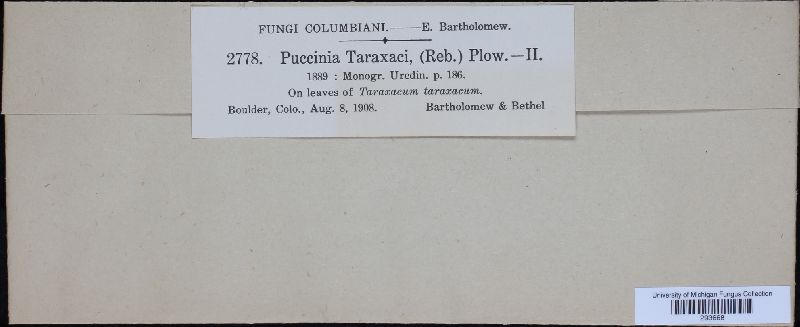 FUNGI COLUMBIANI.——E. Bartholomew.
2778. Puccinia Taraxaci, (Reb.) Plow.—II.
1889 : Monogr. Uredin. p. 186.
On leaves of Taraxacum taraxacum.
Boulder, Colo., Aug. 8, 1908. Bartholomew & Bethel
University of Michigan Fungus Collection
293668